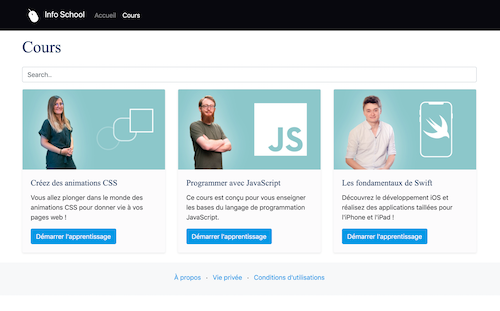 Info School Accueil Cours
Cours
Search..
JS
Créez des animations CSS
Vous allez plonger dans le monde des
animations CSS pour donner vie à vos
pages web !
Démarrer l'apprentissage
Programmer avec JavaScript
Ce cours est conçu pour vous enseigner
les bases du langage de programmation
JavaScript.
Démarrer l'apprentissage
Les fondamentaux de Swift
Découvrez le développement iOS et
réalisez des applications taillées pour
l'iPhone et l'iPad !
Démarrer l'apprentissage
À propos - Vie privée - Conditions d'utilisations